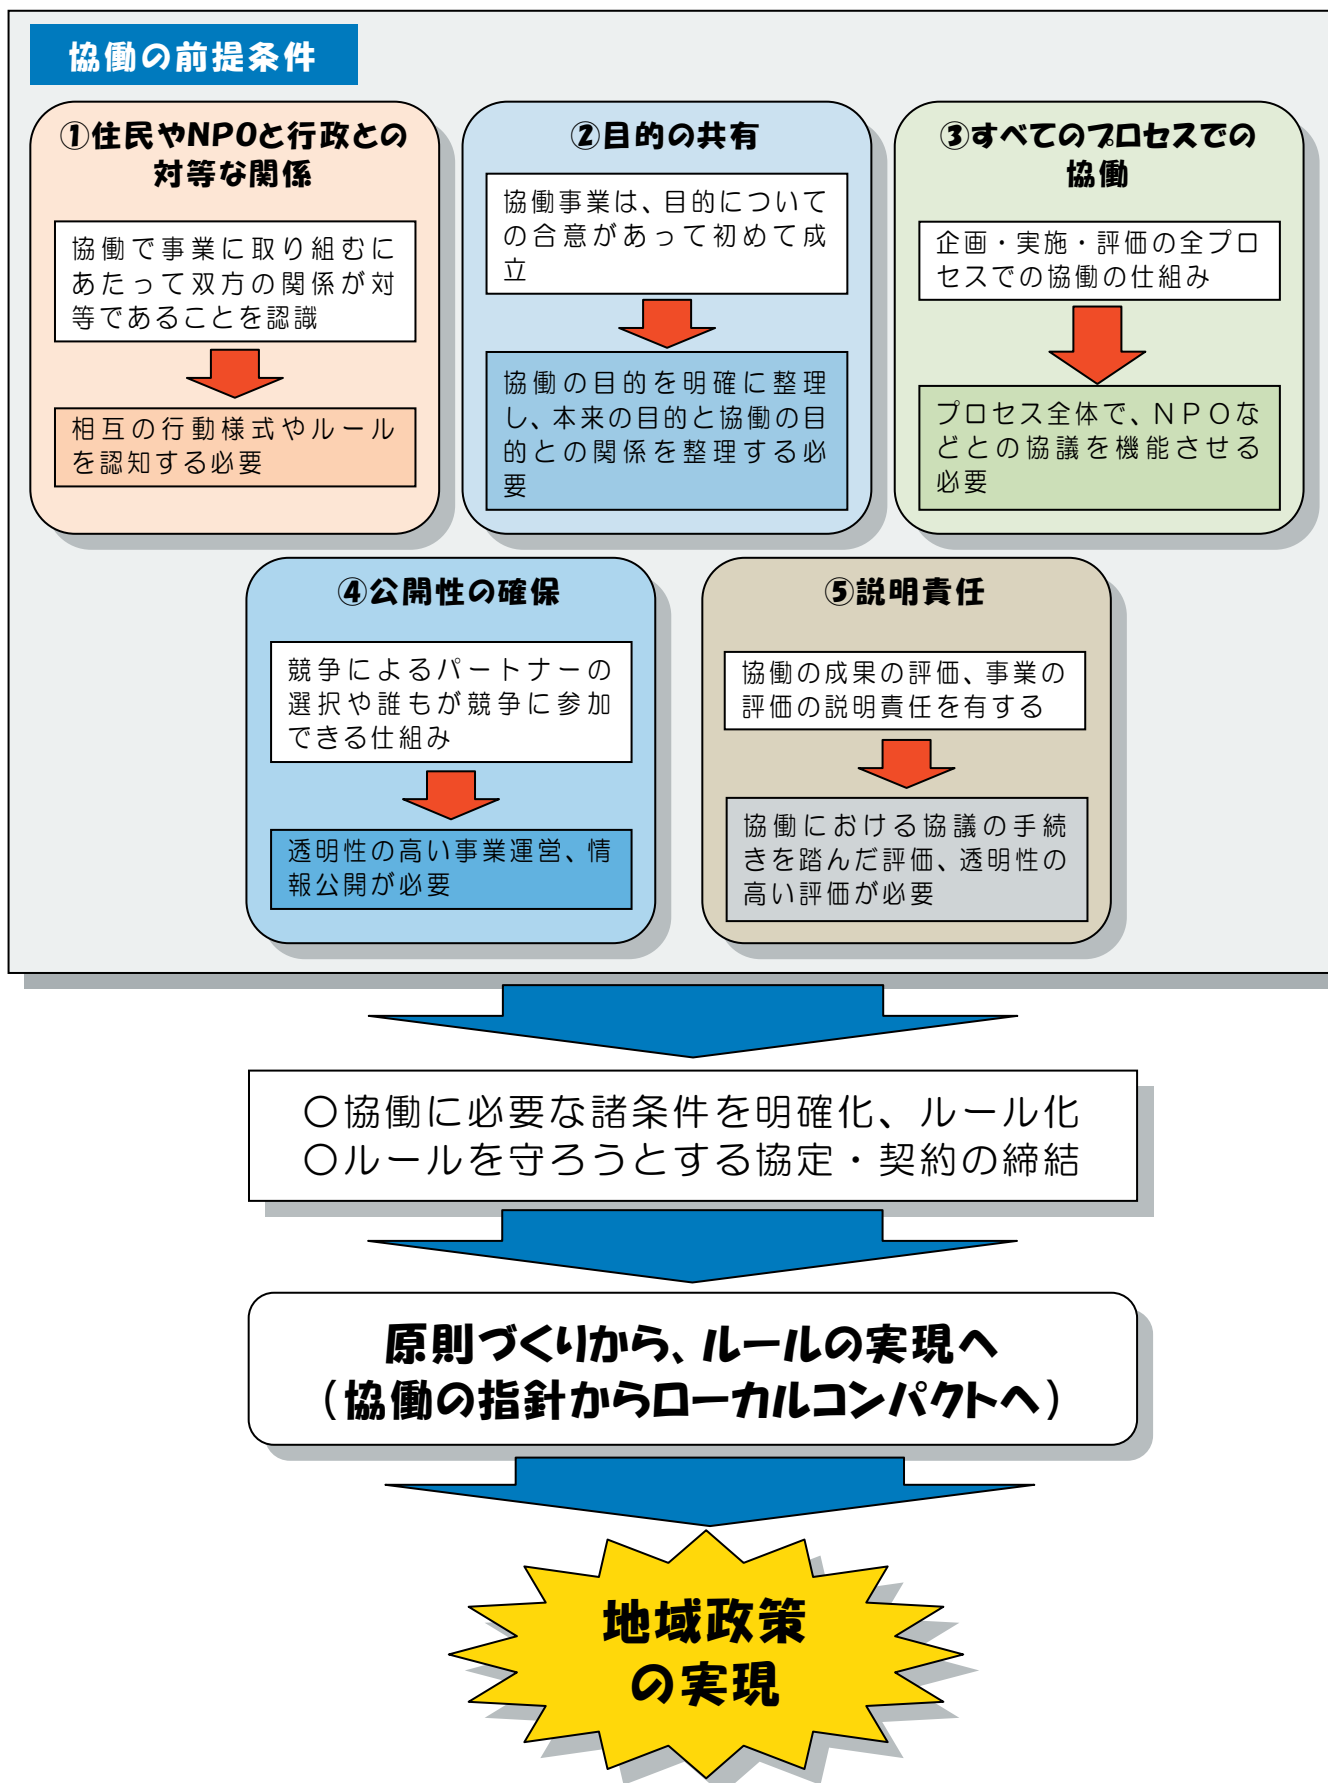 協働の前提条件
①住民やNPOと行政との
対等な関係
協働で事業に取り組むに
あたって双方の関係が対
等であることを認識
相互の行動様式やルール
を認知する必要
②目的の共有
協働事業は、目的について
の合意があって初めて成
立
協働の目的を明確に整理
し、本来の目的と協働の目
的との関係を整理する必
要
③すべてのプロセスでの
協働
企画・実施・評価の全プロ
セスでの協働の仕組み
プロセス全体で、NPOな
どとの協議を機能させる
必要
④公開性の確保
競争によるパートナーの
選択や誰もが競争に参加
できる仕組み
透明性の高い事業運営、情
報公開が必要
⑤説明責任
協働の成果の評価、事業の
評価の説明責任を有する
協働における協議の手続
きを踏んだ評価、透明性の
高い評価が必要
○協働に必要な諸条件を明確化、ルール化
○ルールを守ろうとする協定・契約の締結
原則づくりから、ルールの実現へ
(協働の指針からローカルコンパクトへ)
地域政策
の実現